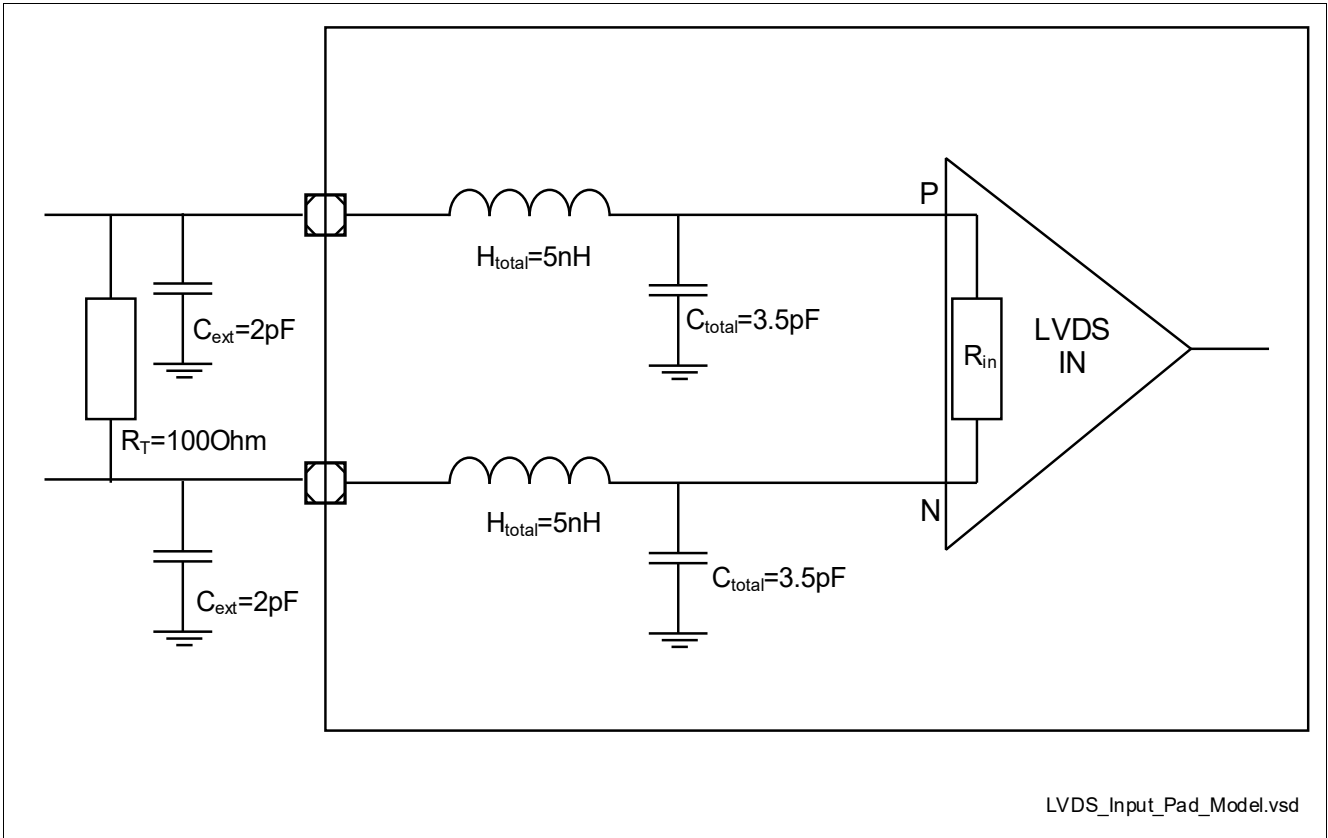 P
H_total=5nH
C_ext=2pF
C_total=3.5pF
LVDS
IN
R_in
R_T=100Ohm
N
H_total=5nH
C_total=3.5pF
C_ext=2pF
LVDS_Input_Pad_Model.vsd